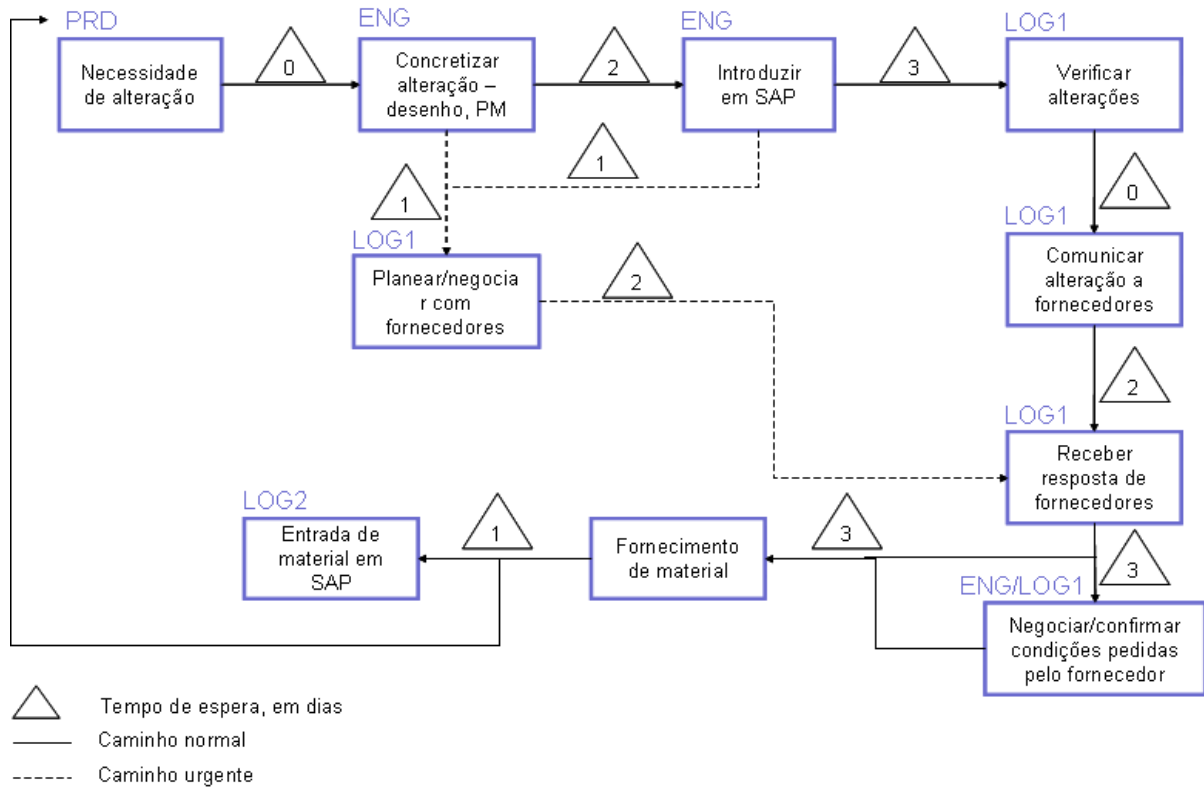 PRD
Necessidade
de alteração
0
ENG
Concretizar
alteração –
desenho, PM
2
ENG
Introduzir
em SAP
3
LOG1
Verificar
alterações
1
1
0
LOG1
Planear/negocia
r com
fornecedores
2
LOG1
Comunicar
alteração a
fornecedores
2
LOG1
Receber
resposta de
fornecedores
LOG2
Entrada de
material em
SAP
1
Fornecimento
de material
3
3
ENG/LOG1
Negociar/confirmar
condições pedidas
pelo fornecedor
Tempo de espera, em dias
Caminho normal
Caminho urgente